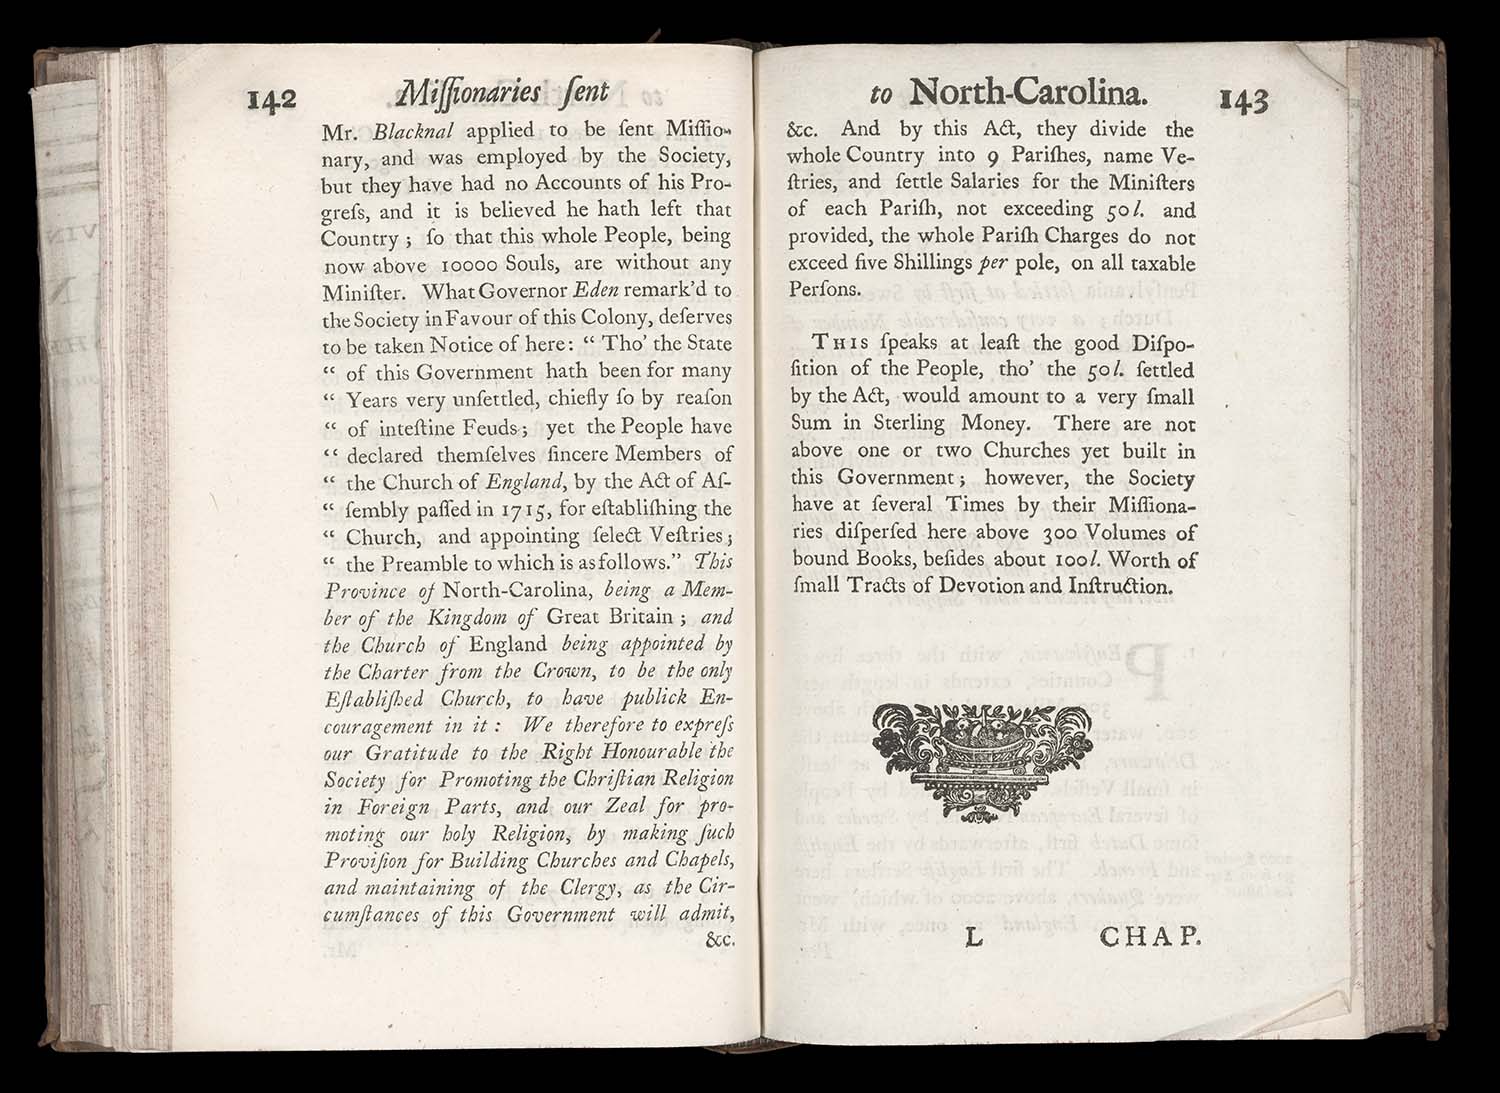 142 Miſſionaries ſent
Mr. Blacknal applied to be ſent Miſſio-
nary, and was employed by the Society,
but they have had no Accounts of his Pro-
greſs, and it is believed he hath left that
Country; ſo that this whole People, being
now above 10000 Souls, are without any
Miniſter. What Governor Eden remark'd to
the Society in Favour of this Colony, deſerves
to be taken Notice of here: “ Tho' the State
“ of this Government hath been for many
“ Years very unſettled, chiefly ſo by reaſon
“ of inteſtine Feuds; yet the People have
“ declared themſelves ſincere Members of
“ the Church of England, by the Act of Aſ-
“ ſembly paſſed in 1715, for eſtabliſhing the
“ Church, and appointing ſelect Veſtries;
“ the Preamble to which is as follows.” This
Province of North-Carolina, being a Mem-
ber of the Kingdom of Great Britain; and
the Church of England being appointed by
the Charter from the Crown, to be the only
Eſtabliſhed Church, to have publick En-
couragement in it: We therefore to expreſs
our Gratitude to the Right Honourable the
Society for Promoting the Chriſtian Religion
in Foreign Parts, and our Zeal for pro-
moting our holy Religion, by making ſuch
Proviſion for Building Churches and Chapels,
and maintaining of the Clergy, as the Cir-
cumſtances of this Government will admit,
&c.
to North-Carolina. 143
&c. And by this Act, they divide the
whole Country into 9 Pariſhes, name Ve-
ſtries, and ſettle Salaries for the Miniſters
of each Pariſh, not exceeding 50 l. and
provided, the whole Pariſh Charges do not
exceed five Shillings per pole, on all taxable
Perſons.
THIS ſpeaks at leaſt the good Diſpo-
ſition of the People, tho' the 50 l. ſettled
by the Act, would amount to a very ſmall
Sum in Sterling Money. There are not
above one or two Churches yet built in
this Government; however, the Society
have at ſeveral Times by their Miſſiona-
ries diſperſed here above 300 Volumes of
bound Books, beſides about 100 l. Worth of
ſmall Tracts of Devotion and Inſtruction.
L CHAP.